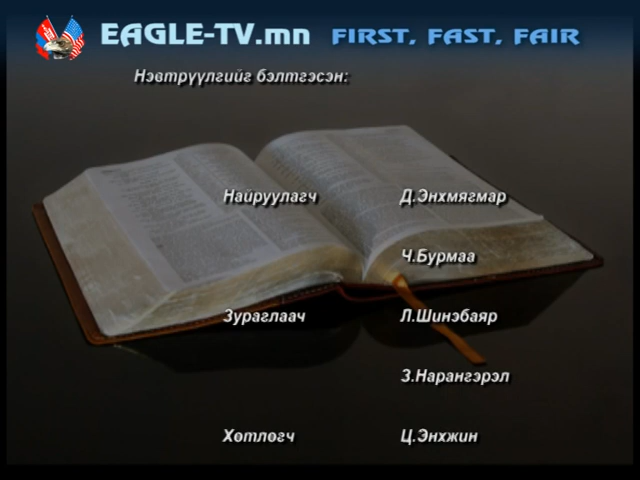 EAGLE-TV.mn FIRST, FAST, FAIR
Нэвтрүүлгийг бэлтгэсэн:
Найруулагч Д.Энхмягмар
Ч.Бурмаа
Зураглаач Л.Шинэбаяр
З.Нарангэрэл
Хөтлөгч Ц.Энхжин